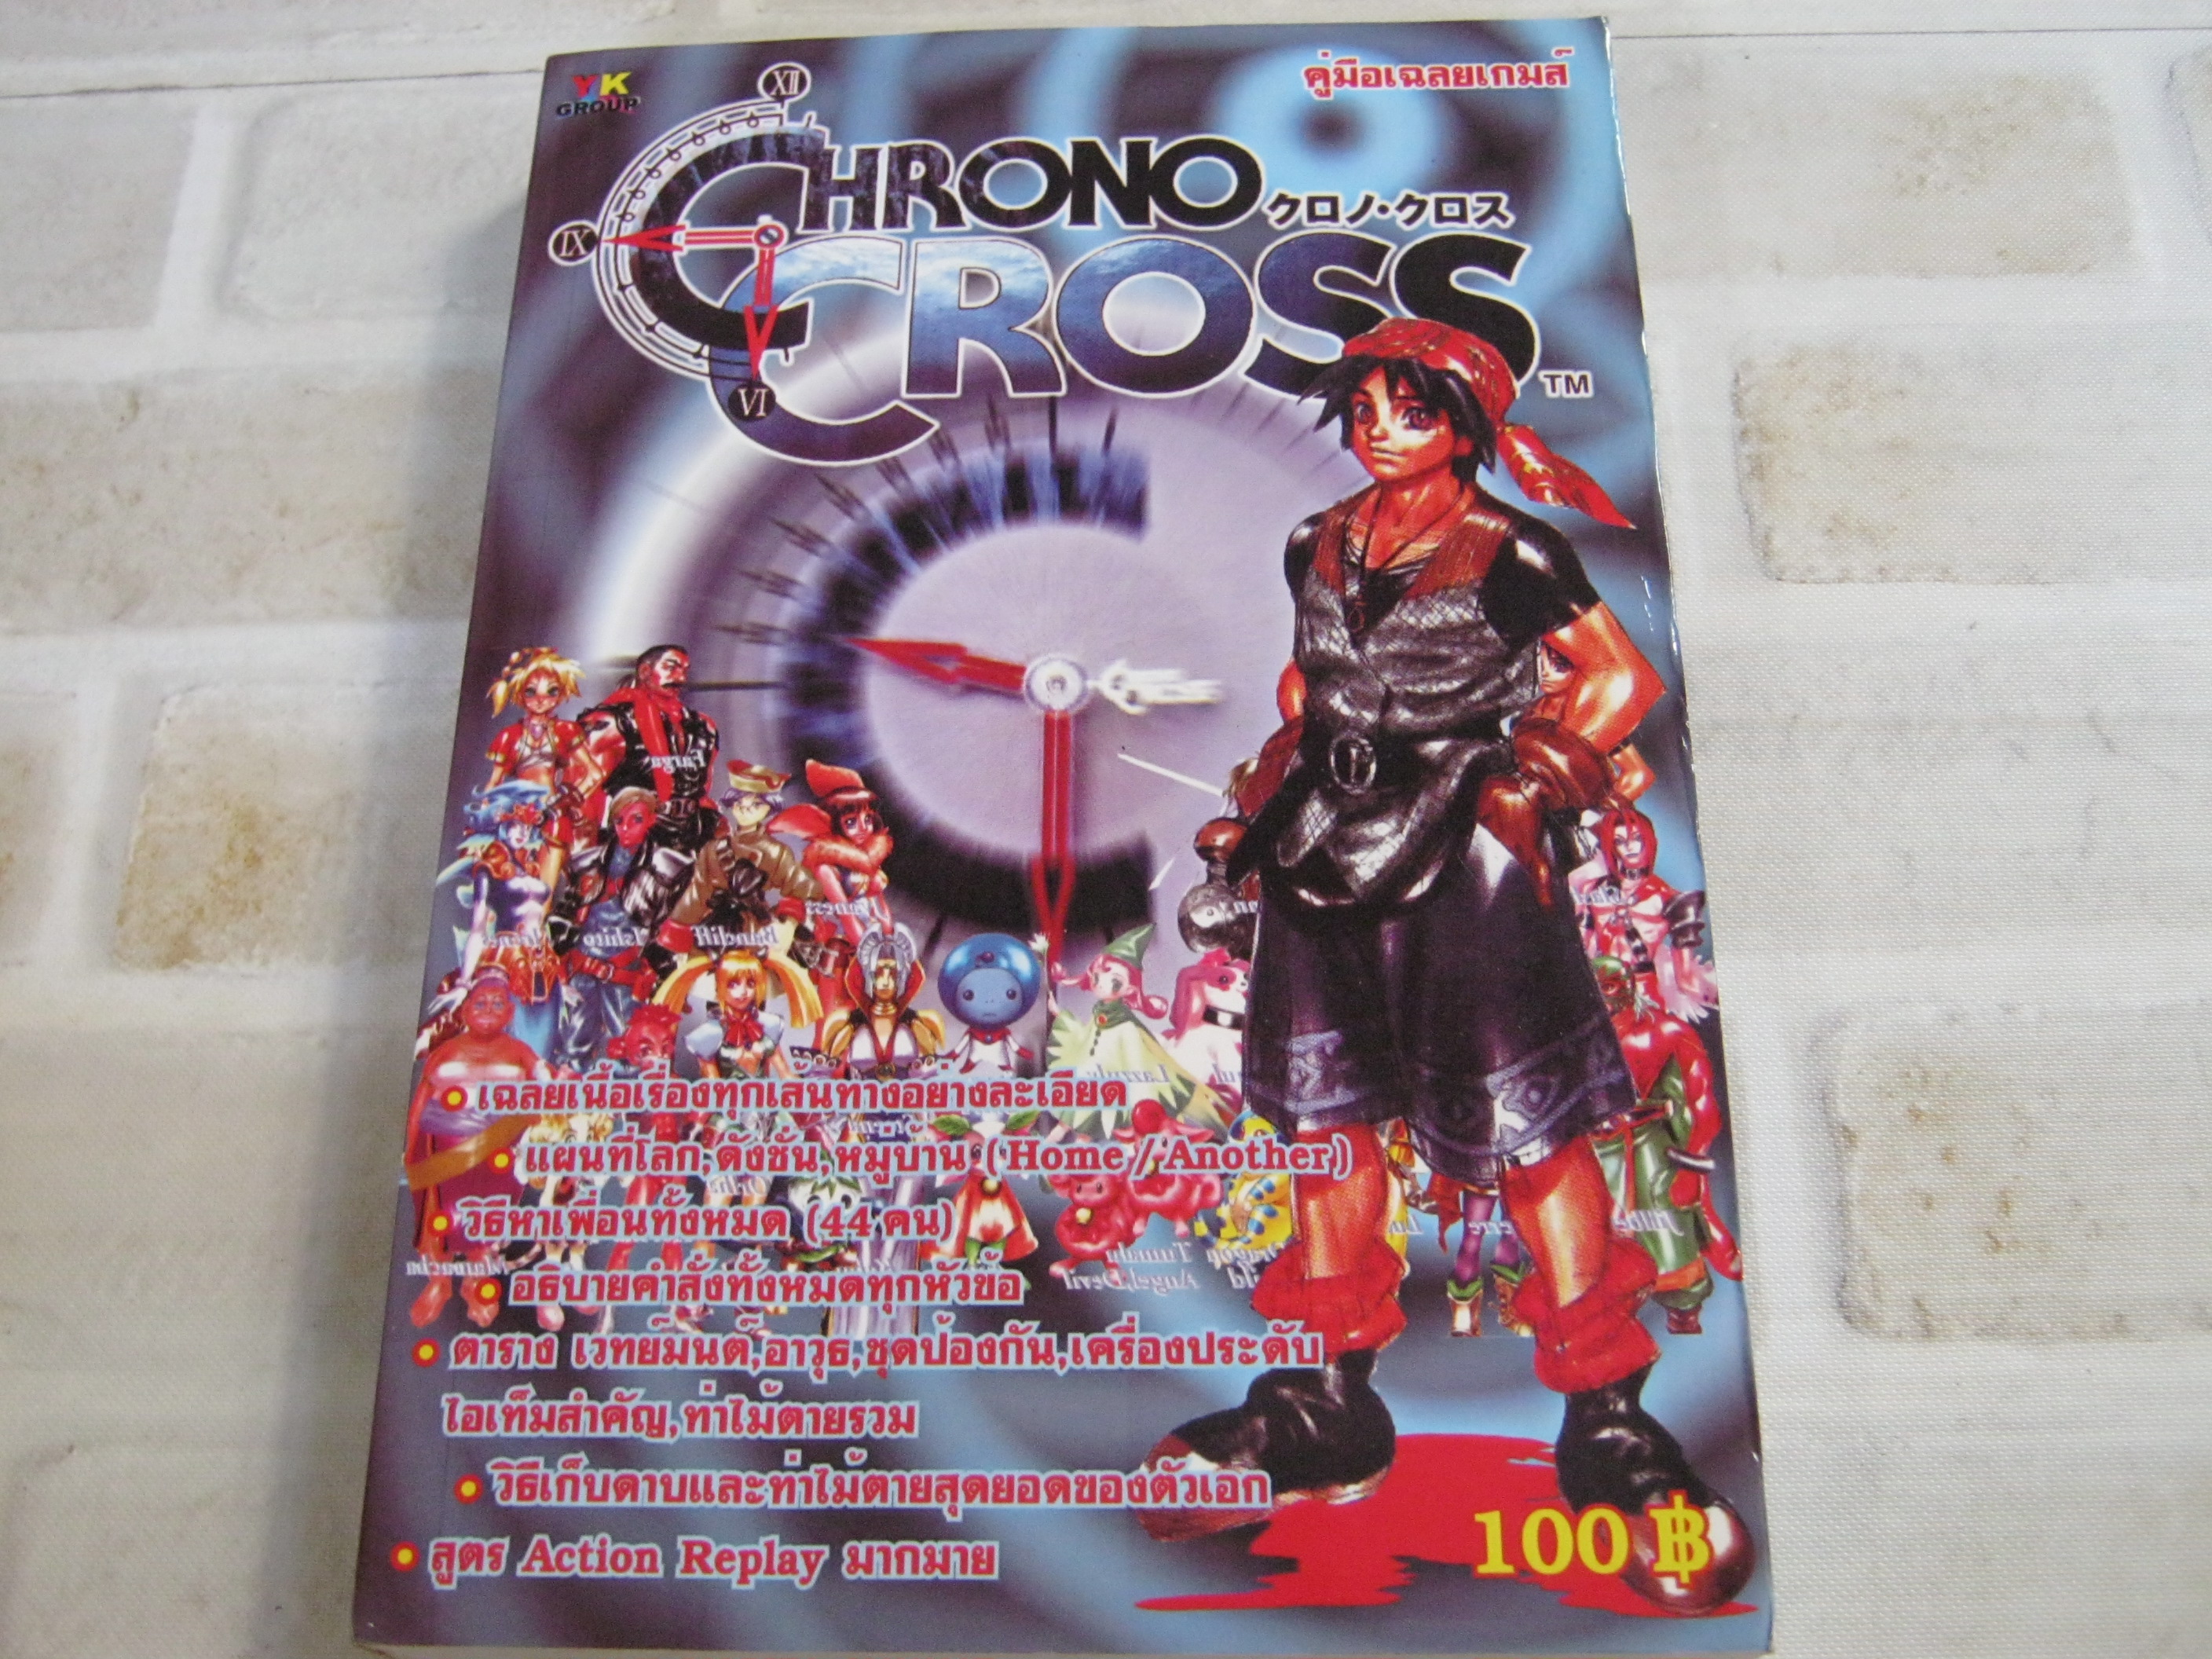 YK
GROUP
คู่มือเฉลยเกมส์
XII
CHRONO
クロノ・クロス
IX
CROSS
TM
VI
Farga
• เฉลยเนื้อเรื่องทุกเส้นทางอย่างละเอียด
• แผนที่โลก,ดังชั่น,หมู่บ้าน (Home / Another)
• วิธีหาเพื่อนทั้งหมด (44 คน)
• อธิบายคำสั่งทั้งหมดทุกหัวข้อ
• ตาราง เวทย์มนต์,อาวุธ,ชุดป้องกัน,เครื่องประดับ
ไอเท็มสำคัญ,ท่าไม้ตายรวม
• วิธีเก็บดาบและท่าไม้ตายสุดยอดของตัวเอก
• สูตร Action Replay มากมาย
100 ฿